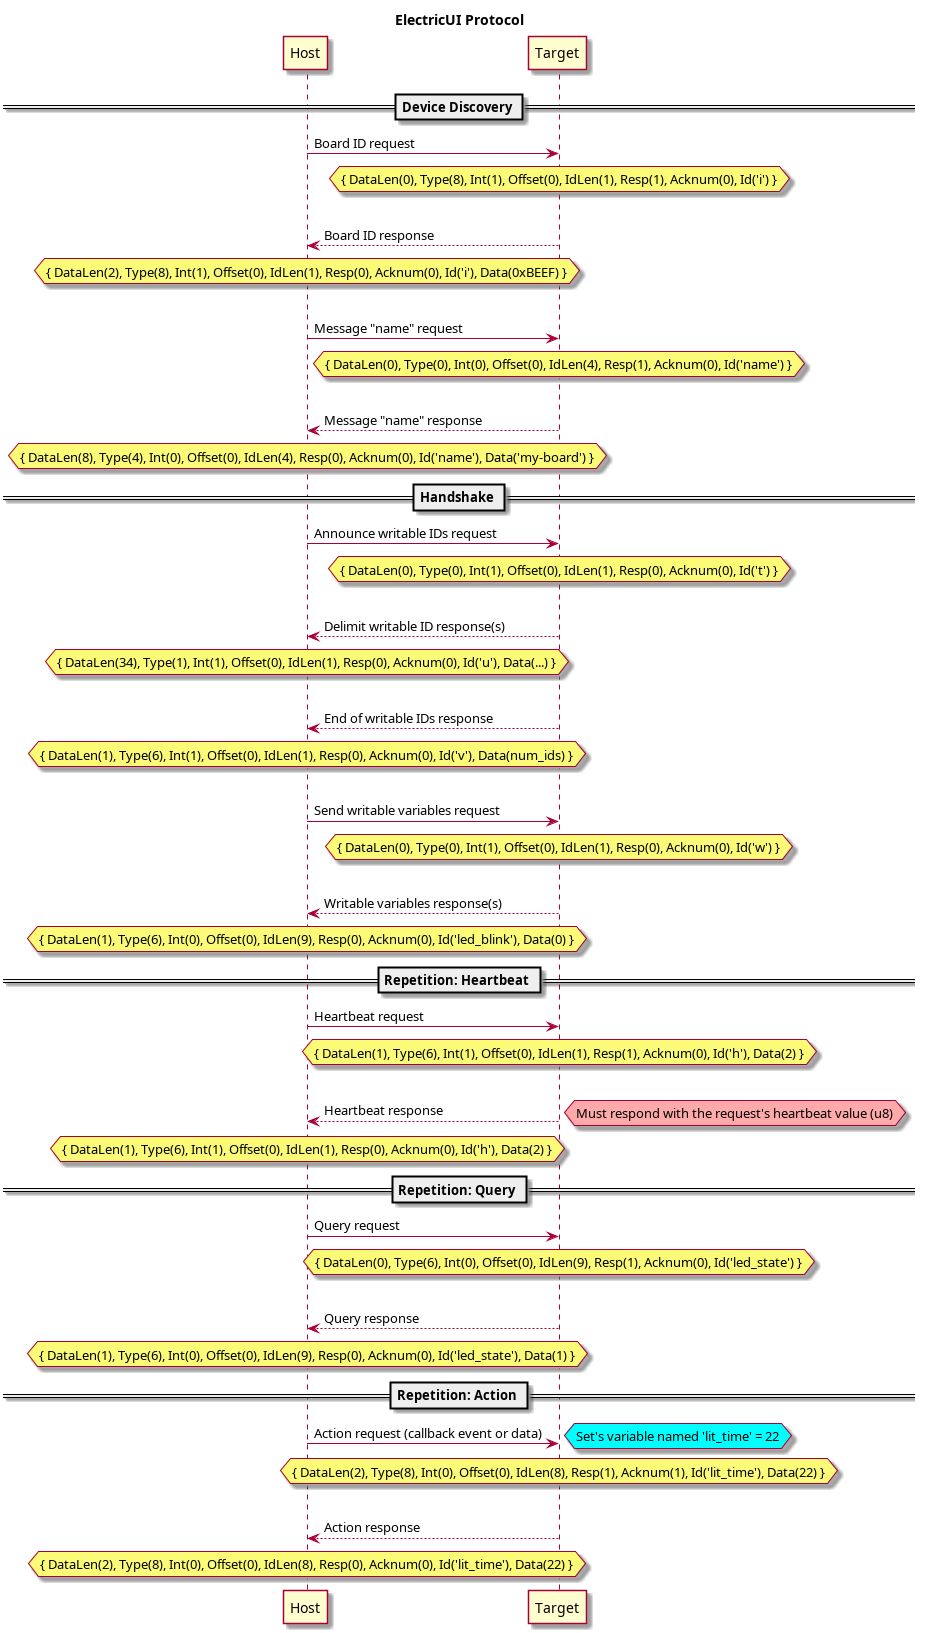 ElectricUI Protocol
Host
Target
Device Discovery
Board ID request
{ DataLen(0), Type(8), Int(1), Offset(0), IdLen(1), Resp(1), Acknum(0), Id('i') }
Board ID response
{ DataLen(2), Type(8), Int(1), Offset(0), IdLen(1), Resp(0), Acknum(0), Id('i'), Data(0xBEEF) }
Message "name" request
{ DataLen(0), Type(0), Int(0), Offset(0), IdLen(4), Resp(1), Acknum(0), Id('name') }
Message "name" response
{ DataLen(8), Type(4), Int(0), Offset(0), IdLen(4), Resp(0), Acknum(0), Id('name'), Data('my-board') }
Handshake
Announce writable IDs request
{ DataLen(0), Type(0), Int(1), Offset(0), IdLen(1), Resp(0), Acknum(0), Id('t') }
Delimit writable ID response(s)
{ DataLen(34), Type(1), Int(1), Offset(0), IdLen(1), Resp(0), Acknum(0), Id('u'), Data(...) }
End of writable IDs response
{ DataLen(1), Type(6), Int(1), Offset(0), IdLen(1), Resp(0), Acknum(0), Id('v'), Data(num_ids) }
Send writable variables request
{ DataLen(0), Type(0), Int(1), Offset(0), IdLen(1), Resp(0), Acknum(0), Id('w') }
Writable variables response(s)
{ DataLen(1), Type(6), Int(0), Offset(0), IdLen(9), Resp(0), Acknum(0), Id('led_blink'), Data(0) }
Repetition: Heartbeat
Heartbeat request
{ DataLen(1), Type(6), Int(1), Offset(0), IdLen(1), Resp(1), Acknum(0), Id('h'), Data(2) }
Heartbeat response
Must respond with the request's heartbeat value (u8)
{ DataLen(1), Type(6), Int(1), Offset(0), IdLen(1), Resp(0), Acknum(0), Id('h'), Data(2) }
Repetition: Query
Query request
{ DataLen(0), Type(6), Int(0), Offset(0), IdLen(9), Resp(1), Acknum(0), Id('led_state') }
Query response
{ DataLen(1), Type(6), Int(0), Offset(0), IdLen(9), Resp(0), Acknum(0), Id('led_state'), Data(1) }
Repetition: Action
Action request (callback event or data)
Set's variable named 'lit_time' = 22
{ DataLen(2), Type(8), Int(0), Offset(0), IdLen(8), Resp(1), Acknum(1), Id('lit_time'), Data(22) }
Action response
{ DataLen(2), Type(8), Int(0), Offset(0), IdLen(8), Resp(0), Acknum(0), Id('lit_time'), Data(22) }
Host
Target